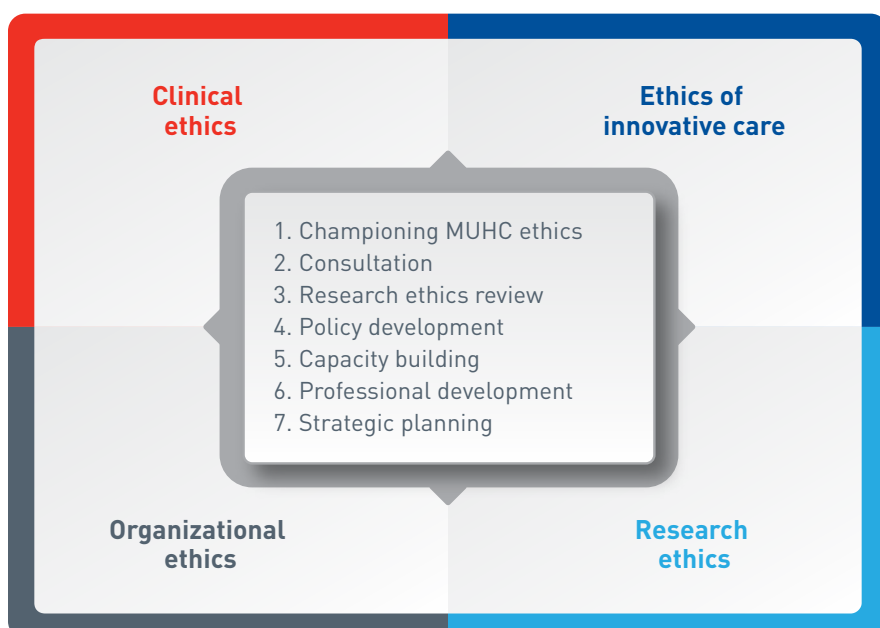 Clinical
ethics
Ethics of
innovative care
1. Championing MUHC ethics
2. Consultation
3. Research ethics review
4. Policy development
5. Capacity building
6. Professional development
7. Strategic planning
Organizational
ethics
Research
ethics